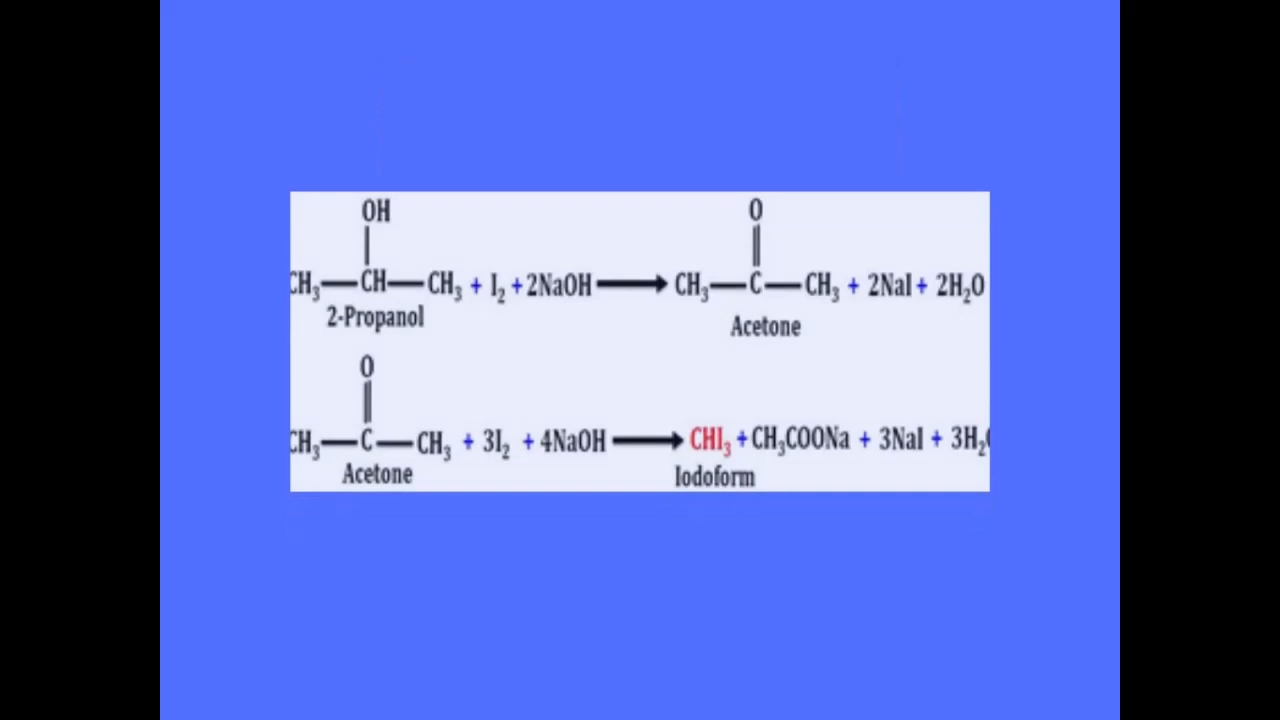 OH
CH₃—CH—CH₃ + I₂ + 2NaOH ⟶ CH₃—C—CH₃ + 2NaI + 2H₂O
O
2-Propanol
Acetone
O
CH₃—C—CH₃ + 3I₂ + 4NaOH ⟶ CHI₃ + CH₃COONa + 3NaI + 3H₂O
Acetone
Iodoform